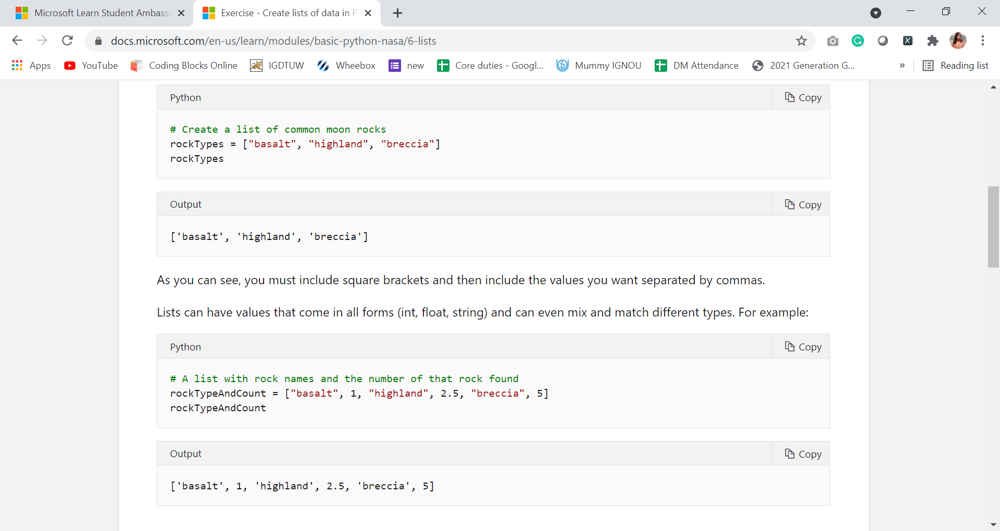 Microsoft Learn Student Ambass
Exercise - Create lists of data in P
docs.microsoft.com/en-us/learn/modules/basic-python-nasa/6-lists
Apps YouTube Coding Blocks Online IGDTUW Wheebox new Core duties - Googl... Mummy IGNOU DM Attendance 2021 Generation G... » Reading list
Python Copy
# Create a list of common moon rocks
rockTypes = ["basalt", "highland", "breccia"]
rockTypes
Output Copy
['basalt', 'highland', 'breccia']
As you can see, you must include square brackets and then include the values you want separated by commas.
Lists can have values that come in all forms (int, float, string) and can even mix and match different types. For example:
Python Copy
# A list with rock names and the number of that rock found
rockTypeAndCount = ["basalt", 1, "highland", 2.5, "breccia", 5]
rockTypeAndCount
Output Copy
['basalt', 1, 'highland', 2.5, 'breccia', 5]